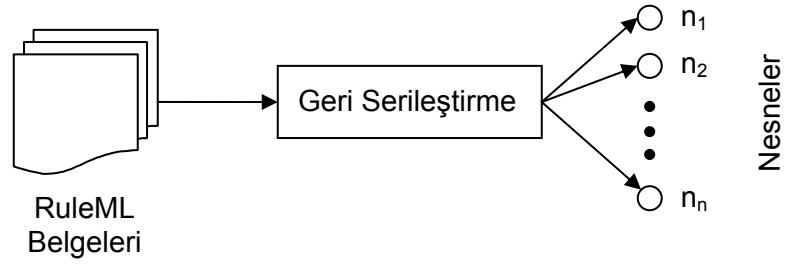 RuleML
Belgeleri
Geri Serileştirme
n₁
n₂
nₙ
Nesneler